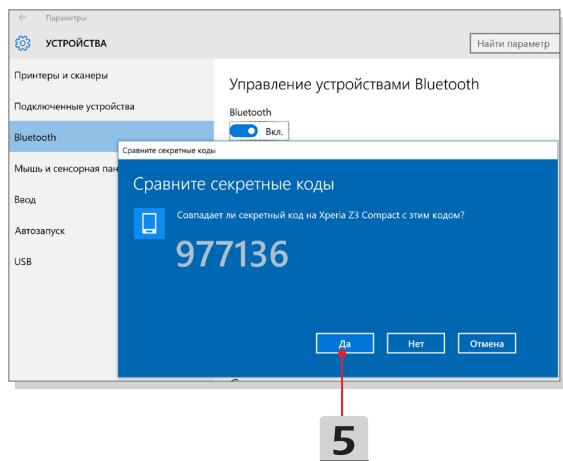 Параметры
УСТРОЙСТВА
Найти параметр
Принтеры и сканеры
Подключенные устройства
Bluetooth
Мышь и сенсорная пан
Ввод
Автозапуск
USB
Управление устройствами Bluetooth
Bluetooth
Вкл.
Сравните секретные коды
Сравните секретные коды
Совпадает ли секретный код на Xperia Z3 Compact с этим кодом?
977136
Да Нет Отмена
5